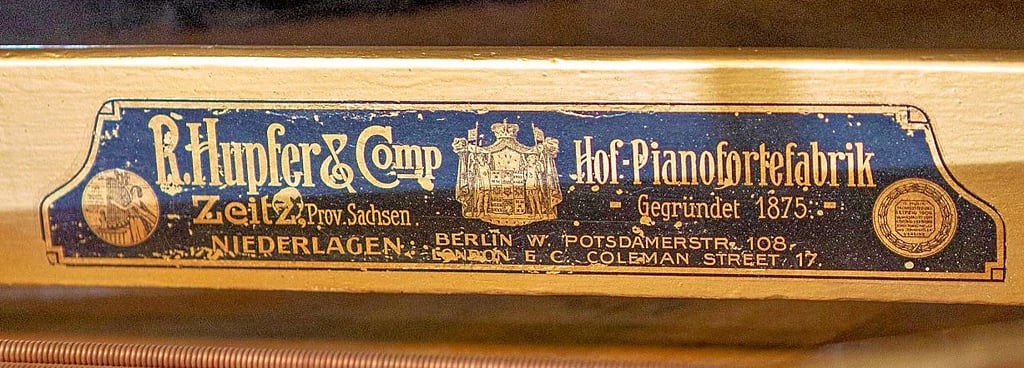 R. Hupfer & Comp Hof-Pianofortefabrik
Zeitz, Prov. Sachsen. - Gegründet 1875. -
NIEDERLAGEN: BERLIN W. POTSDAMERSTR. 108.
LONDON E.C. COLEMAN STREET 17.